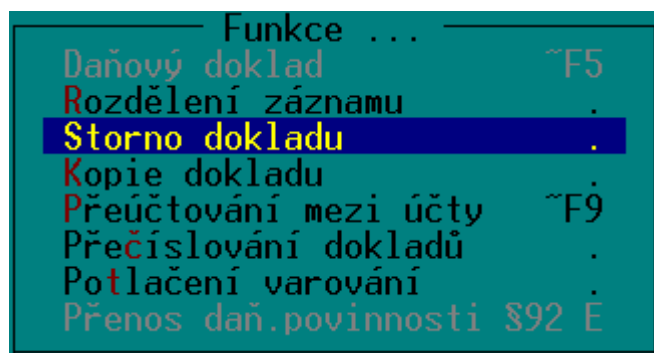 Funkce ...
Daňový doklad ~F5
Rozdělení záznamu .
Storno dokladu .
Kopie dokladu .
Přeúčtování mezi účty ~F9
Přečíslování dokladů .
Potlačení varování .
Přenos daň.povinnosti §92 E